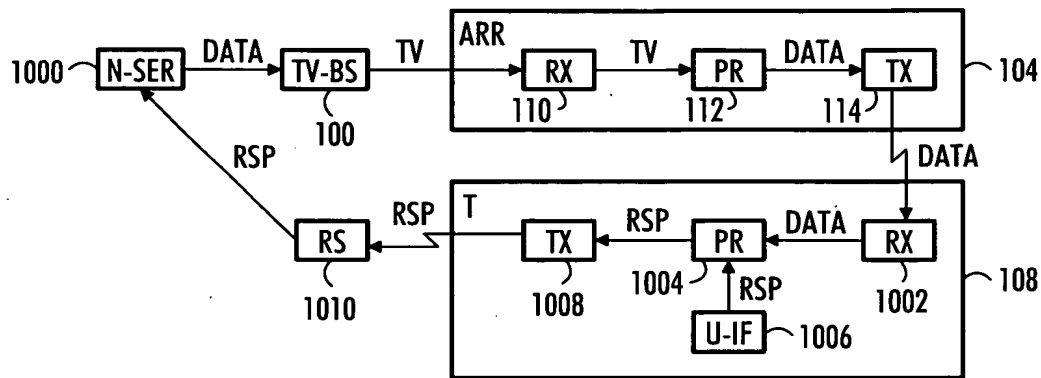 ARR
1000 N-SER DATA TV-BS TV RX TV PR DATA TX 104
100 110 112 114
RSP DATA
T
RS RSP TX RSP PR DATA RX
1010 1008 1004 RSP 1002 108
U-IF 1006